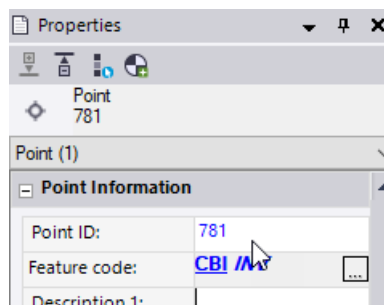 Properties
Point
781
Point (1)
Point Information
Point ID: 781
Feature code: CBI ...
Description 1: